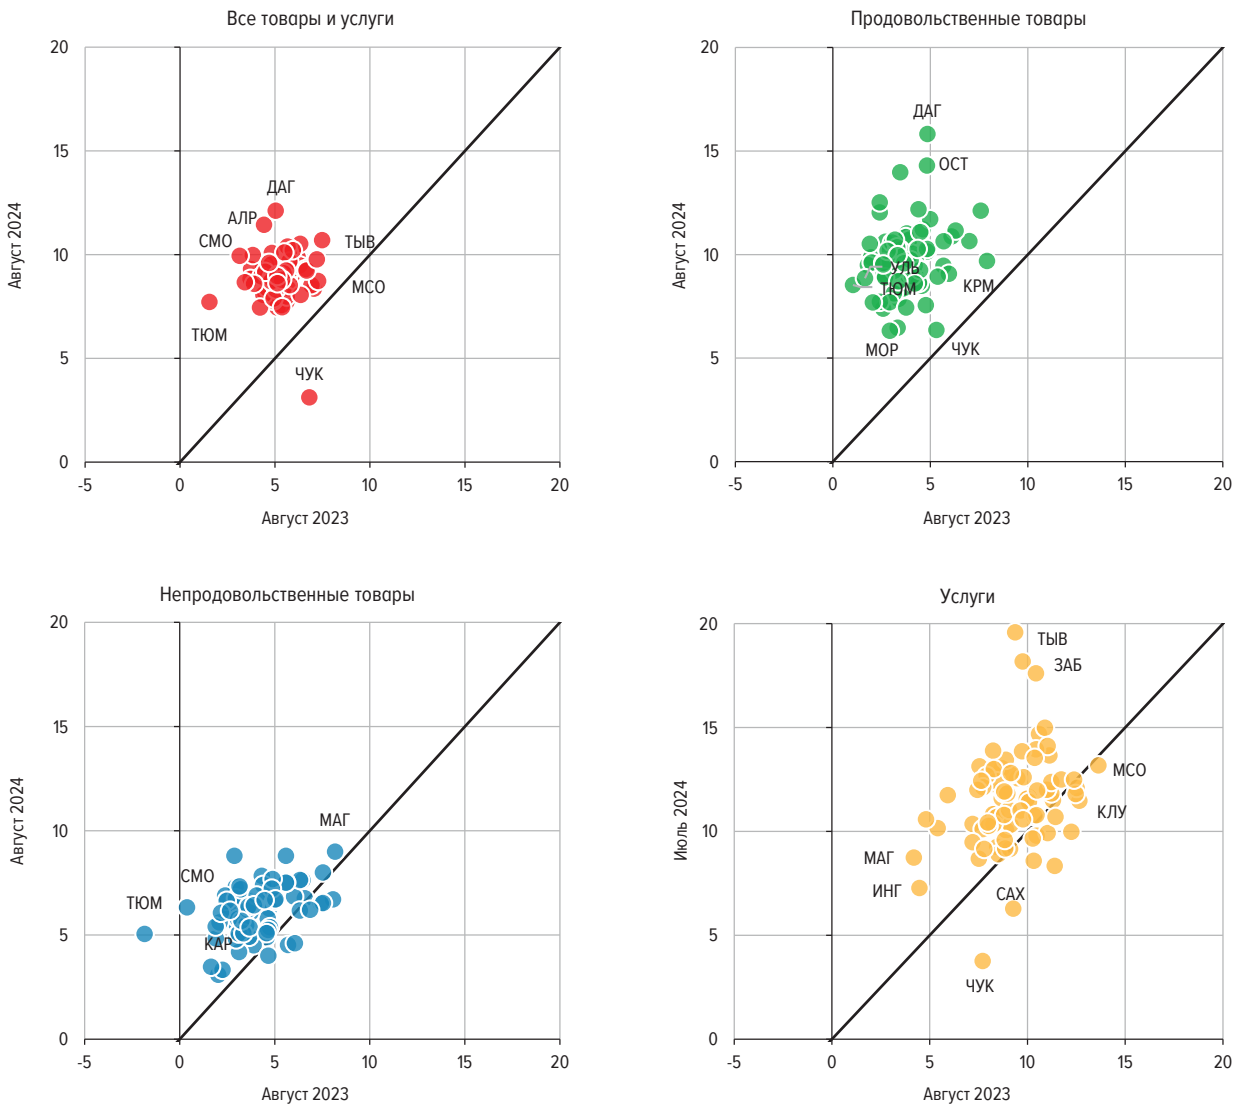 Все товары и услуги
20
15
10
5
0
-5
0
5
10
15
20
Август 2024
Август 2023
ДАГ
АЛР
СМО
ТЫВ
МСО
ТЮМ
ЧУК
Продовольственные товары
20
15
10
5
0
-5
0
5
10
15
20
Август 2024
Август 2023
ДАГ
ОСТ
УЛЬ
ТЮМ
КРМ
МОР
ЧУК
Непродовольственные товары
20
15
10
5
0
-5
0
5
10
15
20
Август 2024
Август 2023
МАГ
СМО
ТЮМ
КАР
Услуги
20
15
10
5
0
-5
0
5
10
15
20
Июль 2024
Август 2023
ТЫВ
ЗАБ
МСО
КЛУ
МАГ
ИНГ
САХ
ЧУК